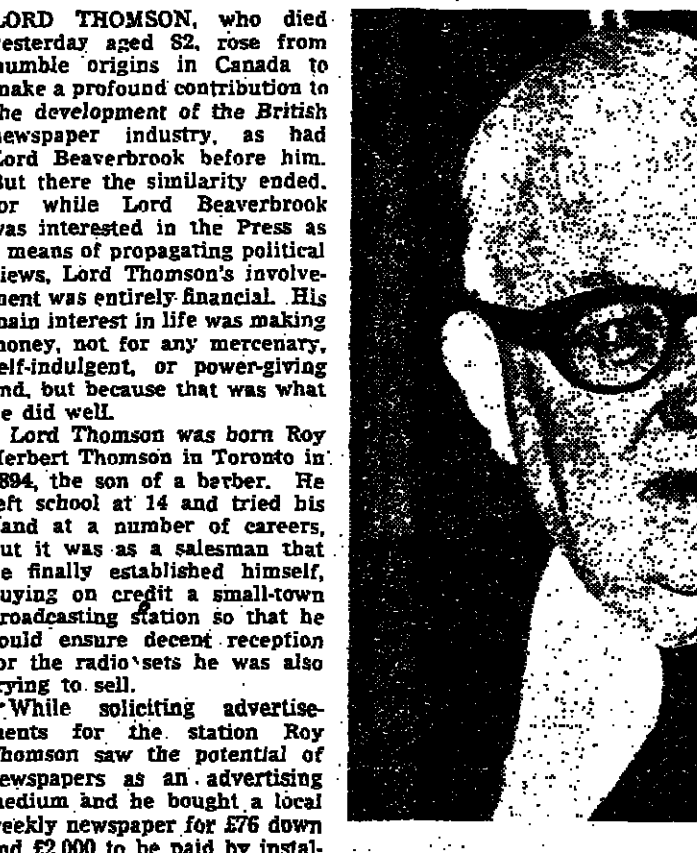 LORD THOMSON, who died
yesterday aged 82, rose from
humble origins in Canada to
make a profound contribution to
the development of the British
newspaper industry, as had
Lord Beaverbrook before him.
But there the similarity ended.
for while Lord Beaverbrook
was interested in the Press as
means of propagating political
views, Lord Thomson's involve-
ment was entirely financial. His
main interest in life was making
money, not for any mercenary,
self-indulgent, or power-giving
end, but because that was what
he did well.
Lord Thomson was born Roy
Herbert Thomson in Toronto in
1894, the son of a barber. He
left school at 14 and tried his
hand at a number of careers,
but it was as a salesman that
he finally established himself,
buying on credit a small-town
broadcasting station so that he
could ensure decent reception
for the radio sets he was also
trying to sell.
While soliciting advertise-
ments for the station Roy
Thomson saw the potential of
newspapers as an advertising
medium and he bought a local
weekly newspaper for £76 down
and £2,000 to be paid by instal-